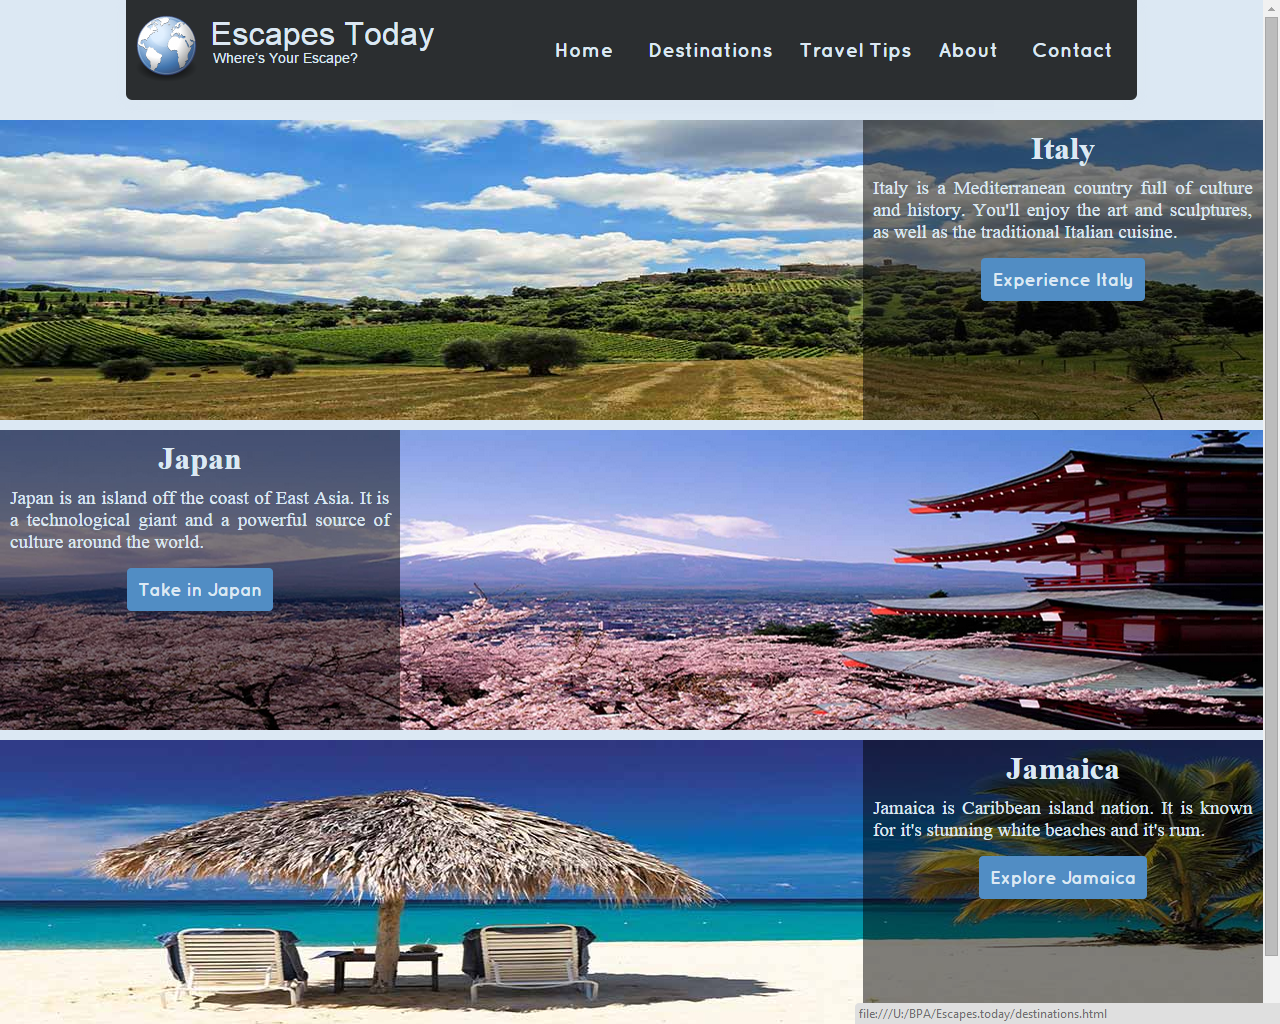 Escapes Today
Where's Your Escape?
Home Destinations Travel Tips About Contact
Italy
Italy is a Mediterranean country full of culture
and history. You'll enjoy the art and sculptures,
as well as the traditional Italian cuisine.
Experience Italy
Japan
Japan is an island off the coast of East Asia. It is
a technological giant and a powerful source of
culture around the world.
Take in Japan
Jamaica
Jamaica is Caribbean island nation. It is known
for it's stunning white beaches and it's rum.
Explore Jamaica
file:///U:/BPA/Escapes.today/destinations.html